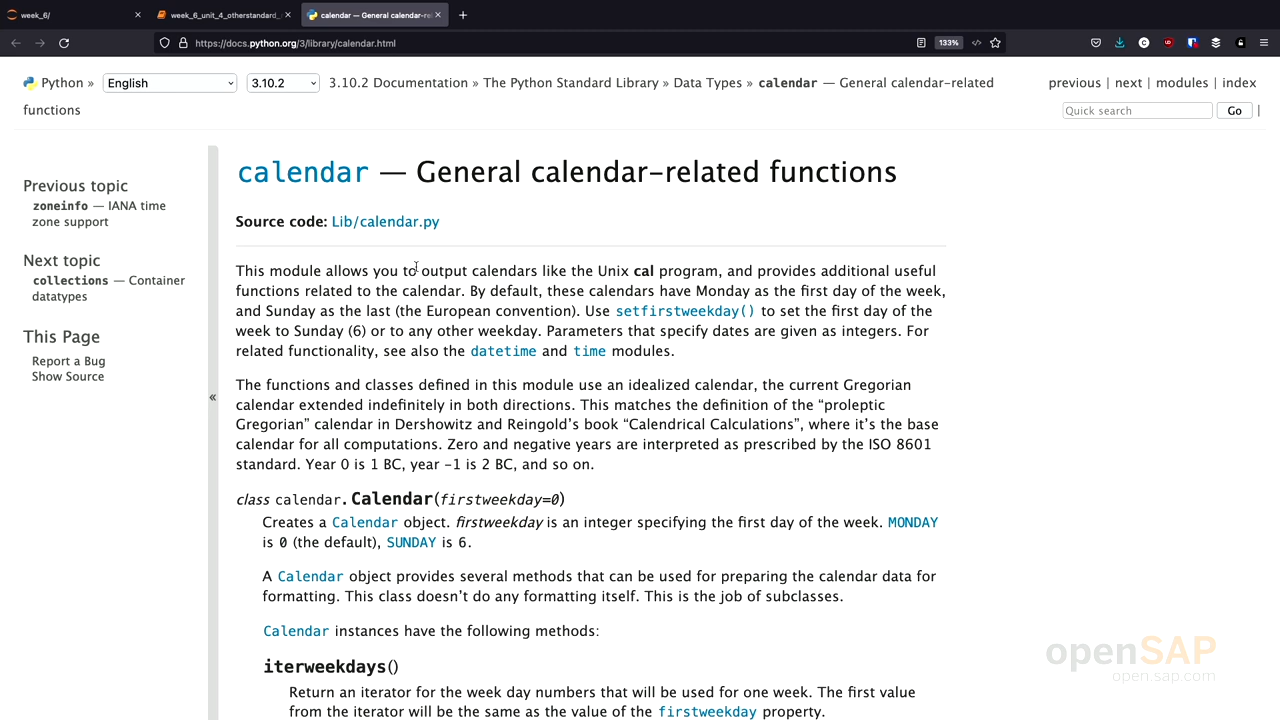 week_6/
week_6_unit_4_otherstandard_
calendar — General calendar-re
https://docs.python.org/3/library/calendar.html
133%
Python »
English
3.10.2
3.10.2 Documentation » The Python Standard Library » Data Types » calendar — General calendar-related
functions
previous | next | modules | index
Quick search
Go
|
Previous topic
zoneinfo — IANA time
zone support
Next topic
collections — Container
datatypes
This Page
Report a Bug
Show Source
«
calendar — General calendar-related functions
Source code: Lib/calendar.py
This module allows you to output calendars like the Unix cal program, and provides additional useful
functions related to the calendar. By default, these calendars have Monday as the first day of the week,
and Sunday as the last (the European convention). Use setfirstweekday() to set the first day of the
week to Sunday (6) or to any other weekday. Parameters that specify dates are given as integers. For
related functionality, see also the datetime and time modules.
The functions and classes defined in this module use an idealized calendar, the current Gregorian
calendar extended indefinitely in both directions. This matches the definition of the “proleptic
Gregorian” calendar in Dershowitz and Reingold’s book “Calendrical Calculations”, where it’s the base
calendar for all computations. Zero and negative years are interpreted as prescribed by the ISO 8601
standard. Year 0 is 1 BC, year -1 is 2 BC, and so on.
class calendar.Calendar(firstweekday=0)
Creates a Calendar object. firstweekday is an integer specifying the first day of the week. MONDAY
is 0 (the default), SUNDAY is 6.
A Calendar object provides several methods that can be used for preparing the calendar data for
formatting. This class doesn’t do any formatting itself. This is the job of subclasses.
Calendar instances have the following methods:
iterweekdays()
Return an iterator for the week day numbers that will be used for one week. The first value
from the iterator will be the same as the value of the firstweekday property.
openSAP
open.sap.com